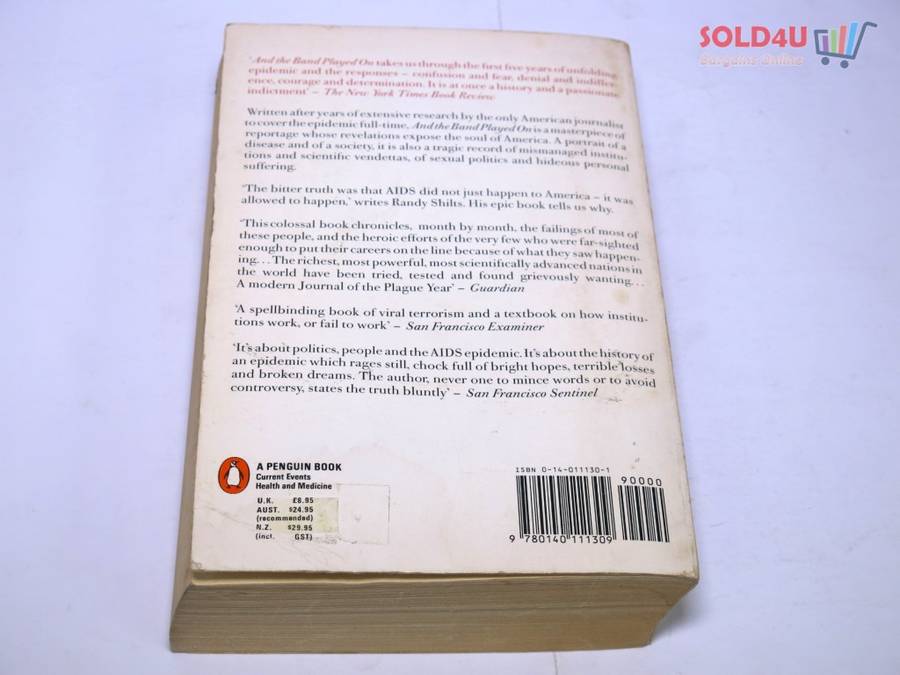 SOLD4U
Bargains Online
'And the Band Played On takes us through the first five years of unfolding
epidemic and the responses – confusion and fear, denial and indiffer-
ence, courage and determination. It is at once a history and a passionate
indictment' – The New York Times Book Review
Written after years of extensive research by the only American journalist
to cover the epidemic full-time, And the Band Played On is a masterpiece of
reportage whose revelations expose the soul of America. A portrait of a
disease and of a society, it is also a tragic record of mismanaged institu-
tions and scientific vendettas, of sexual politics and hideous personal
suffering.
'The bitter truth was that AIDS did not just happen to America – it was
allowed to happen,' writes Randy Shilts. His epic book tells us why.
'This colossal book chronicles, month by month, the failings of most of
these people, and the heroic efforts of the very few who were far-sighted
enough to put their careers on the line because of what they saw happen-
ing... The richest, most powerful, most scientifically advanced nations in
the world have been tried, tested and found grievously wanting...
A modern Journal of the Plague Year' – Guardian
'A spellbinding book of viral terrorism and a textbook on how institu-
tions work, or fail to work' – San Francisco Examiner
'It's about politics, people and the AIDS epidemic. It's about the history of
an epidemic which rages still, chock full of bright hopes, terrible losses
and broken dreams. The author, never one to mince words or to avoid
controversy, states the truth bluntly' – San Francisco Sentinel
A PENGUIN BOOK
Current Events
Health and Medicine
U.K. £8.95
AUST. $24.95
(recommended)
N.Z. $29.95
(incl. GST)
ISBN 0-14-011130-1
90000
9 780140 111309